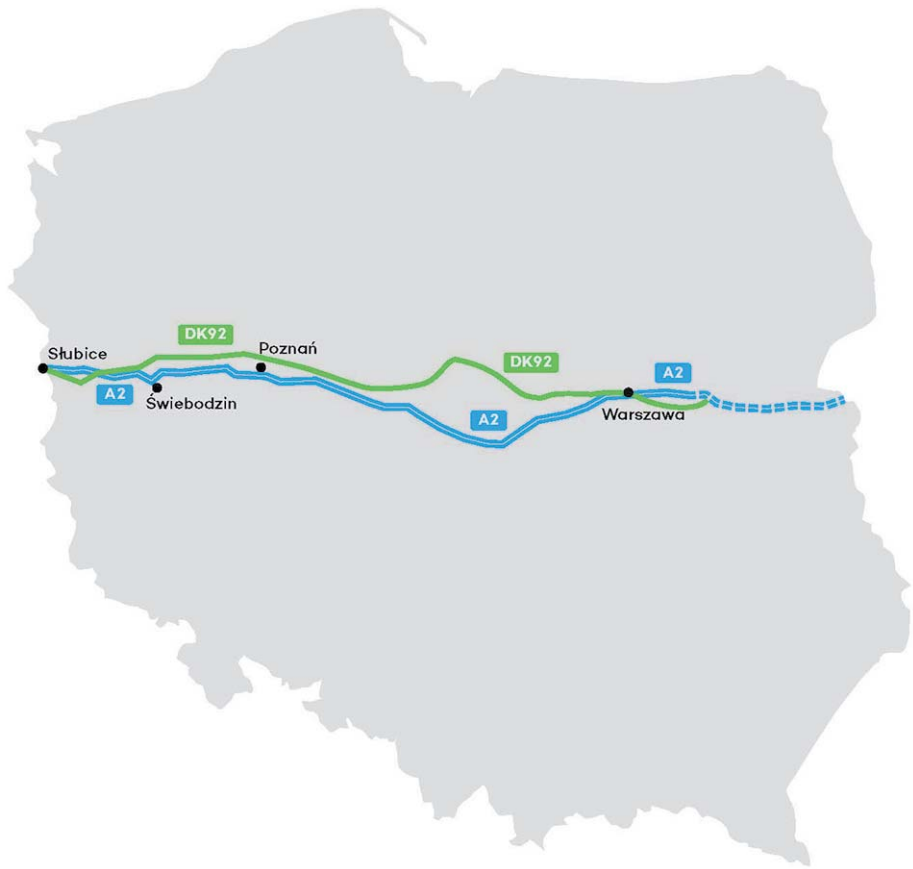 DK92
Słubice
Poznań
DK92
A2
A2
Świebodzin
A2
Warszawa